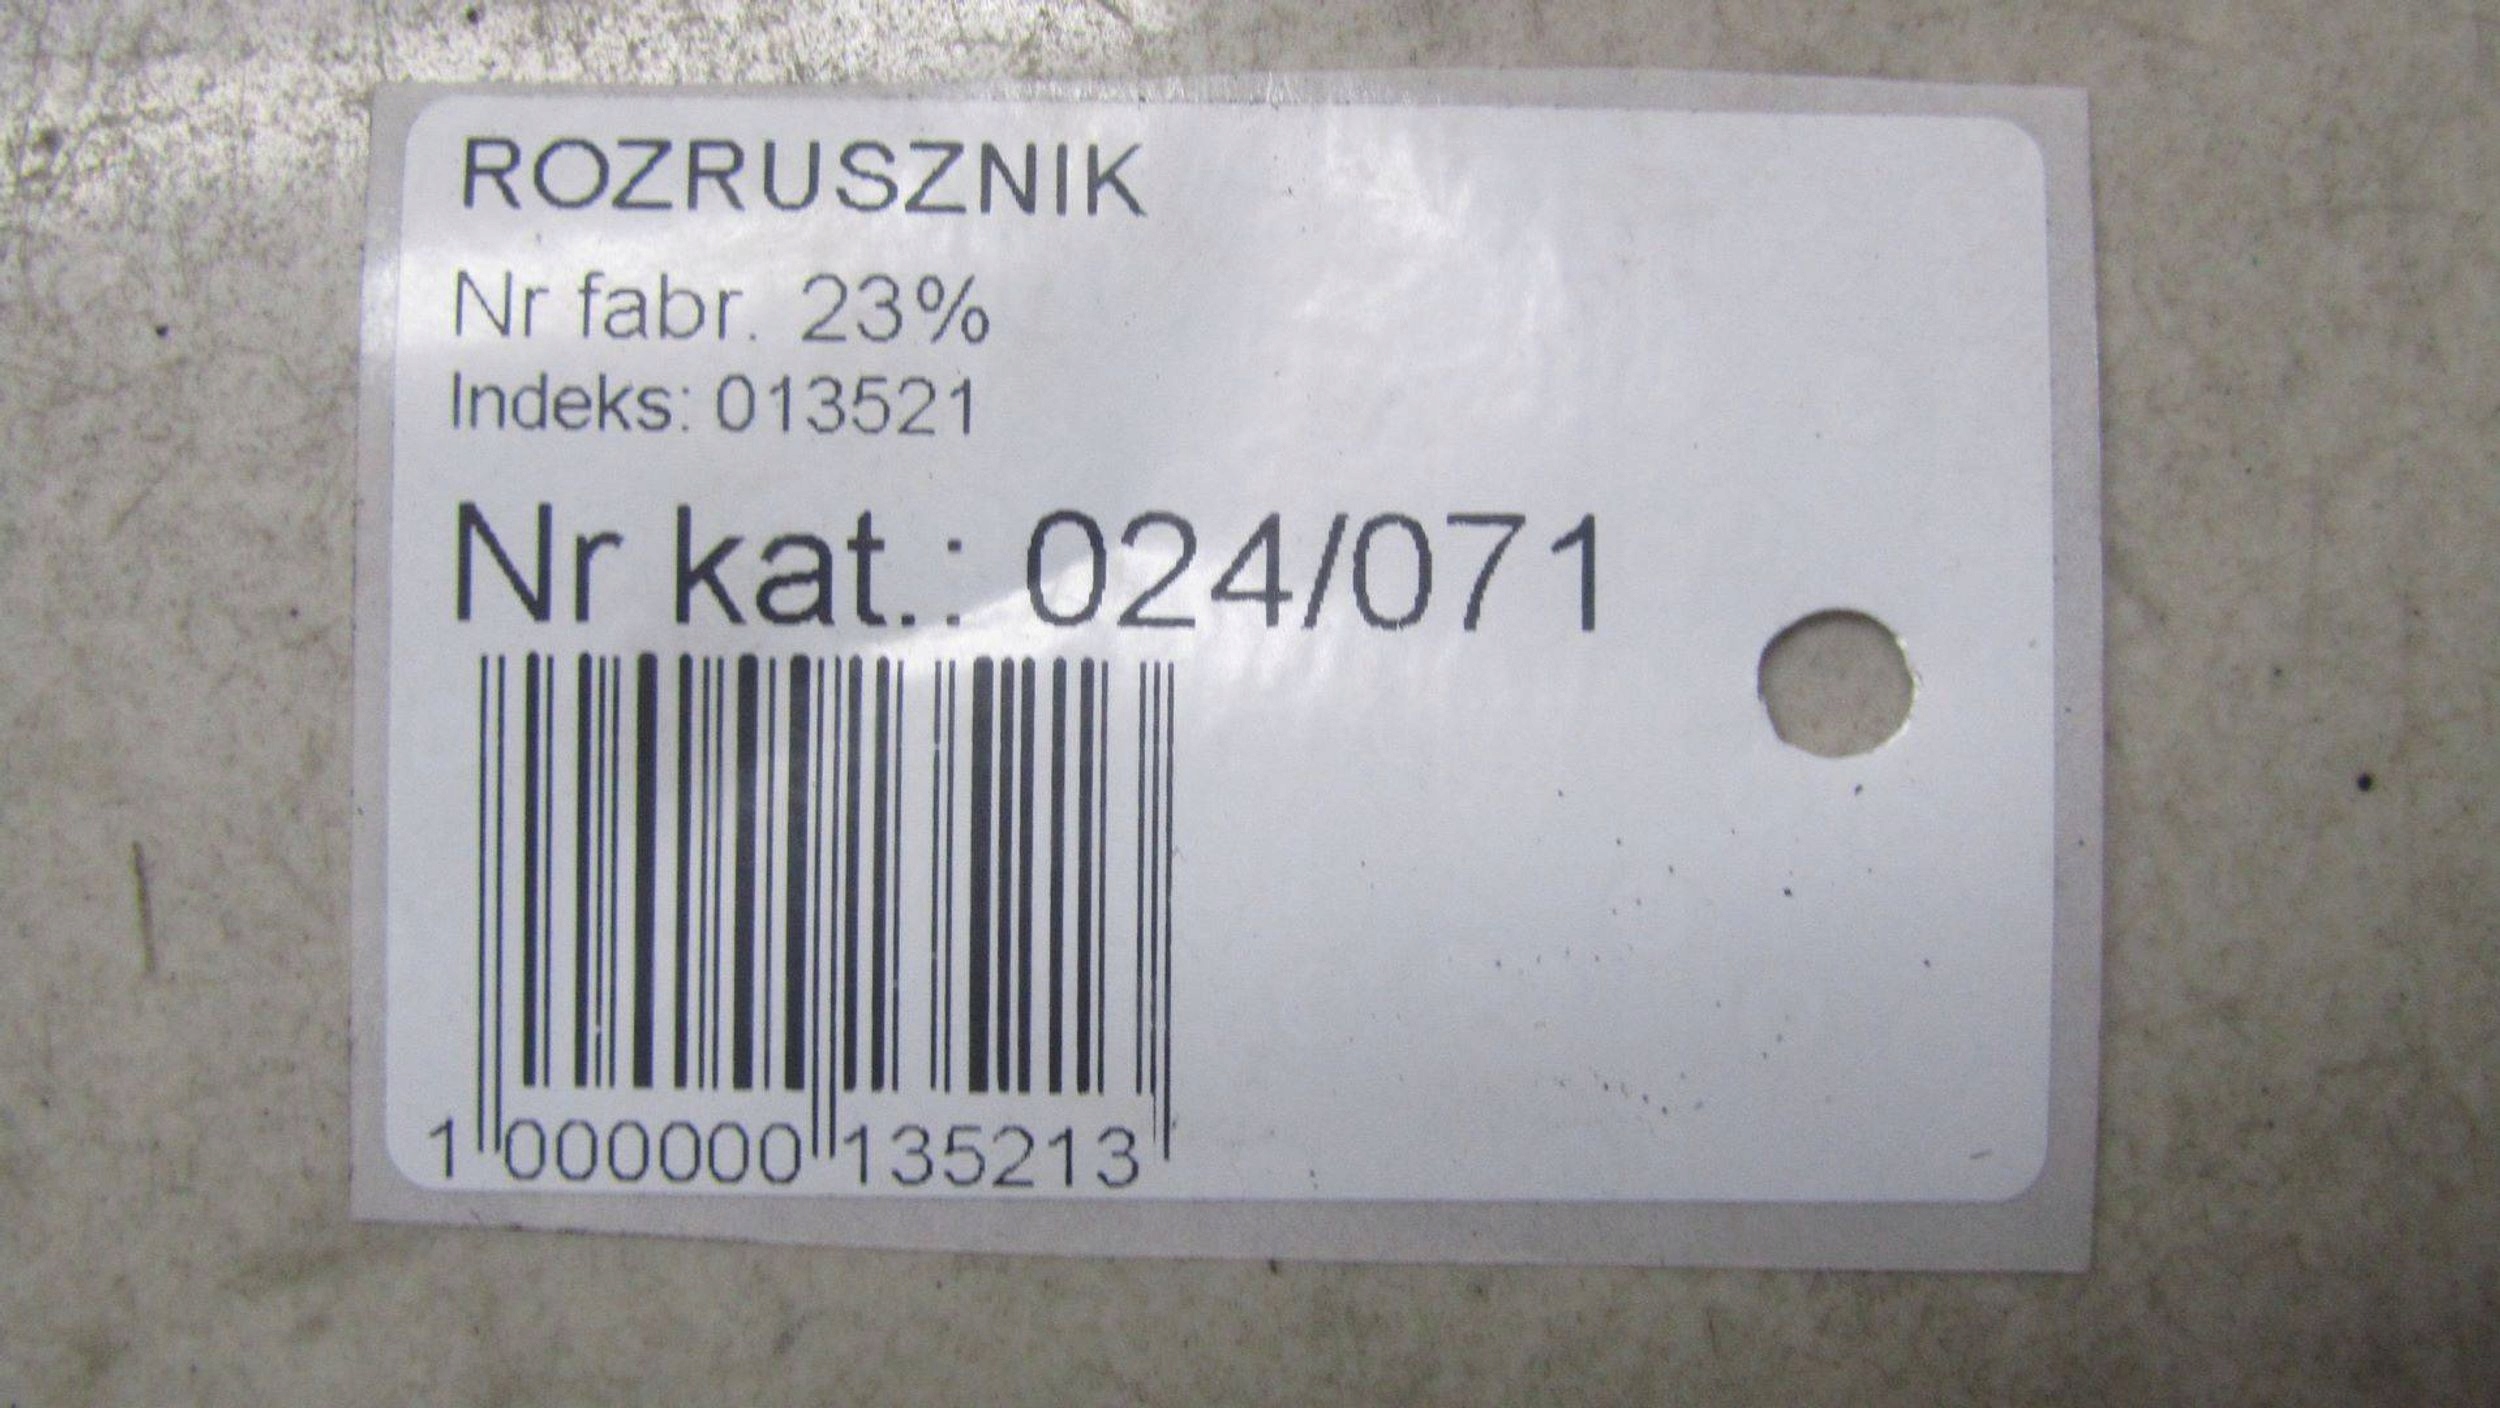 ROZRUSZNIK
Nr fabr. 23%
Indeks: 013521
Nr kat.: 024/071
1 000000 135213